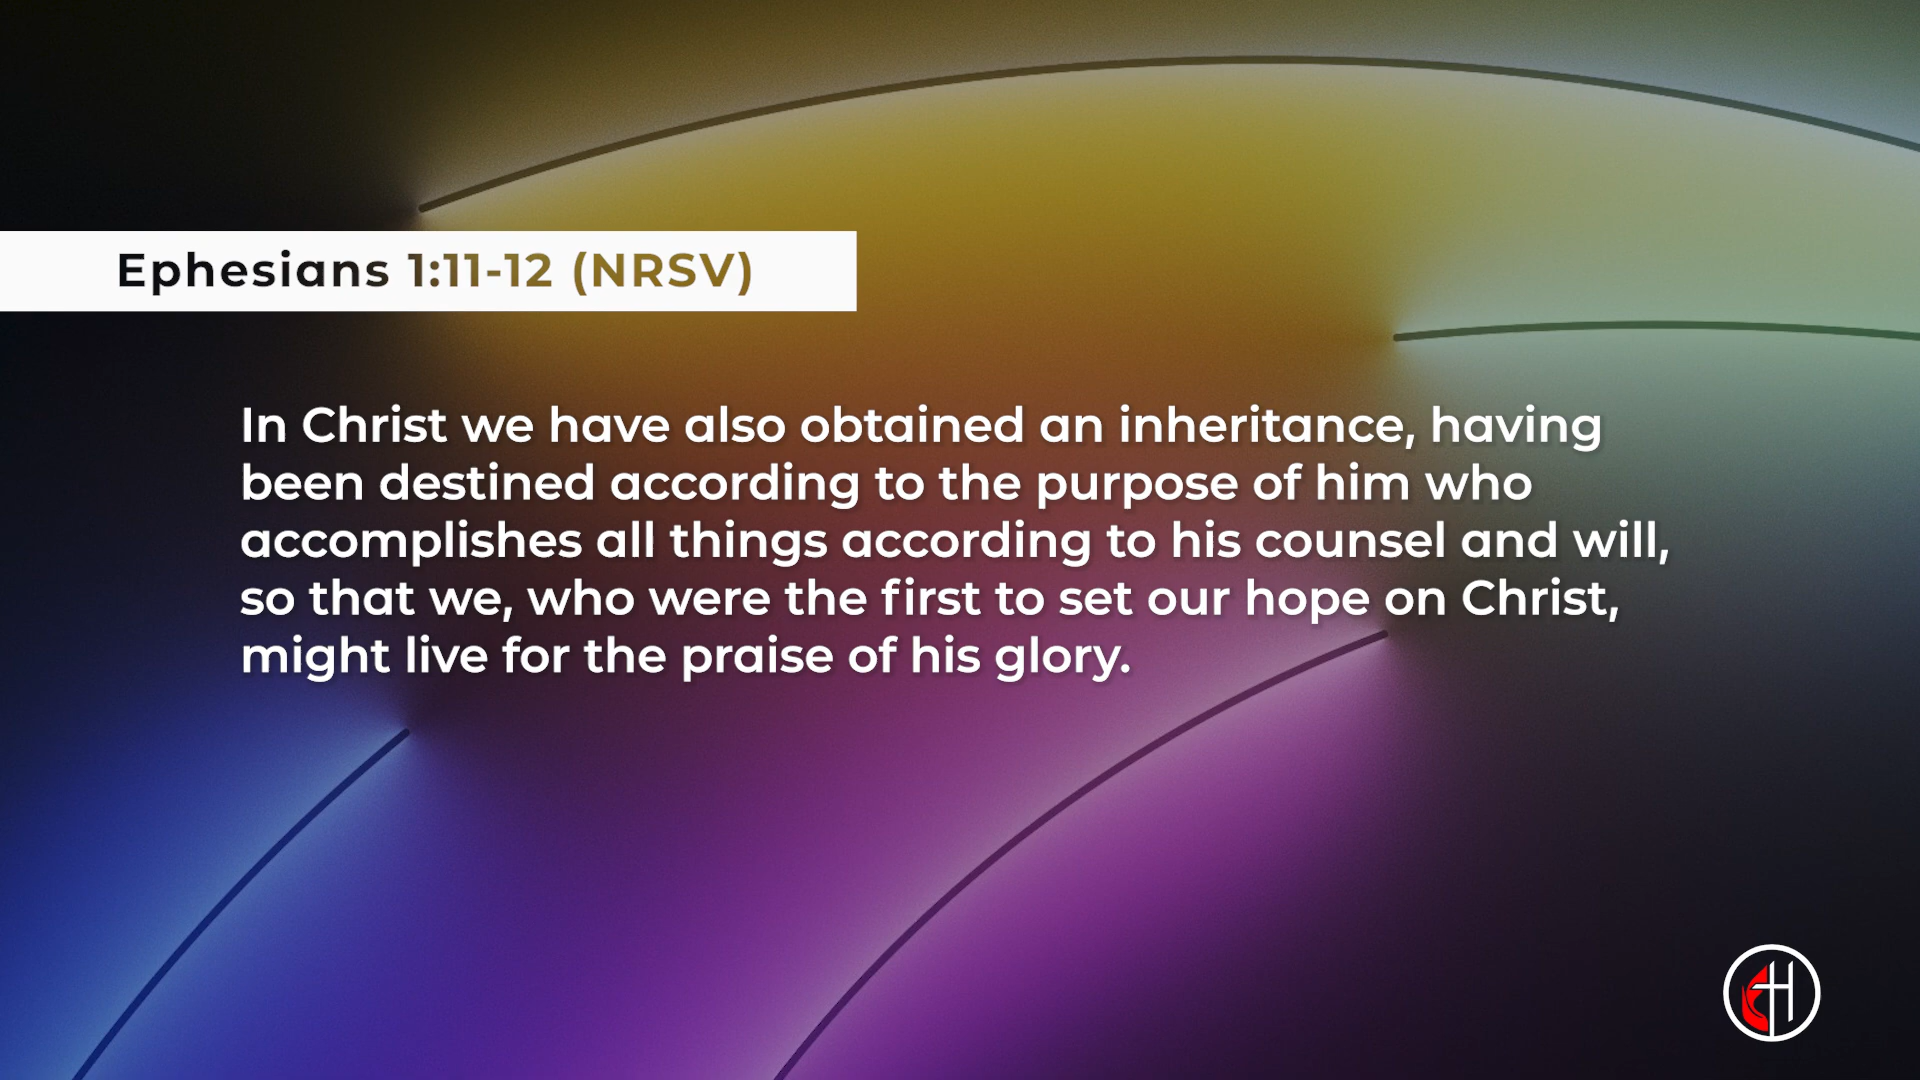 Ephesians 1:11-12 (NRSV)
In Christ we have also obtained an inheritance, having
been destined according to the purpose of him who
accomplishes all things according to his counsel and will,
so that we, who were the first to set our hope on Christ,
might live for the praise of his glory.